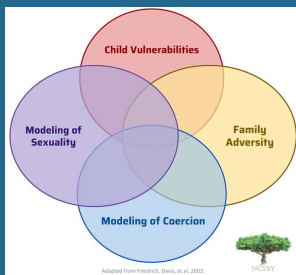 Child Vulnerabilities
Modeling of
Sexuality
Family
Adversity
Modeling of Coercion
NCSBY
Adapted from Friedrich, Davis, et.al, 2003.